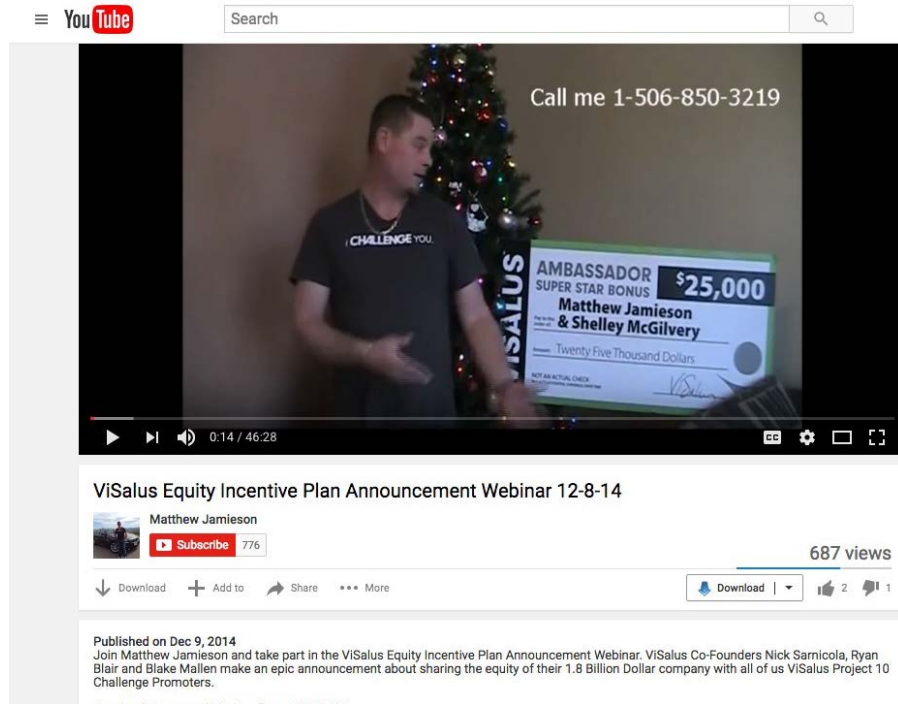 YouTube
Search
Call me 1-506-850-3219
I CHALLENGE YOU.
VISALUS
AMBASSADOR
SUPER STAR BONUS
$25,000
Matthew Jamieson
& Shelley McGilvery
Twenty Five Thousand Dollars
NOT AN ACTUAL CHECK
ViSalus
0:14 / 46:28
CC
ViSalus Equity Incentive Plan Announcement Webinar 12-8-14
Matthew Jamieson
Subscribe 776
687 views
Download Add to Share More
Download
2 1
Published on Dec 9, 2014
Join Matthew Jamieson and take part in the ViSalus Equity Incentive Plan Announcement Webinar. ViSalus Co-Founders Nick Sarnicola, Ryan
Blair and Blake Mallen make an epic announcement about sharing the equity of their 1.8 Billion Dollar company with all of us ViSalus Project 10
Challenge Promoters.